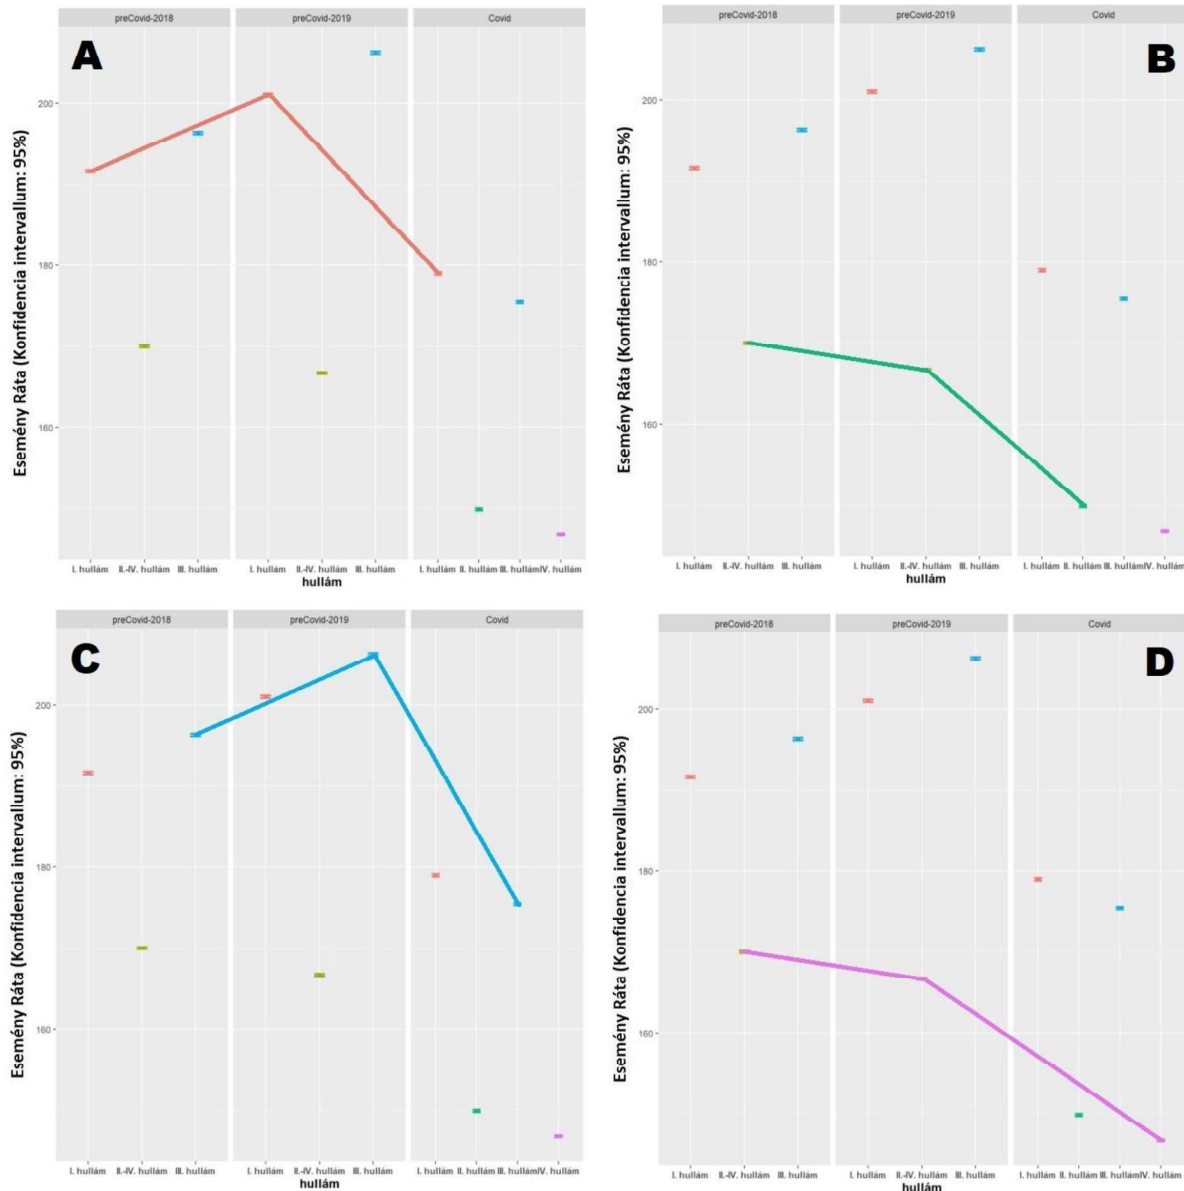 preCovid-2018 preCovid-2019 Covid
A
Esemény Ráta (Konfidencia intervallum: 95%)
200
180
160
I. hullám II.-IV. hullám III. hullám I. hullám II.-IV. hullám III. hullám I. hullám II. hullám III. hullám IV. hullám
hullám
preCovid-2018 preCovid-2019 Covid
B
Esemény Ráta (Konfidencia intervallum: 95%)
200
180
160
I. hullám II.-IV. hullám III. hullám I. hullám II.-IV. hullám III. hullám I. hullám II. hullám III. hullám IV. hullám
hullám
preCovid-2018 preCovid-2019 Covid
C
Esemény Ráta (Konfidencia intervallum: 95%)
200
180
160
I. hullám II.-IV. hullám III. hullám I. hullám II.-IV. hullám III. hullám I. hullám II. hullám III. hullám IV. hullám
hullám
preCovid-2018 preCovid-2019 Covid
D
Esemény Ráta (Konfidencia intervallum: 95%)
200
180
160
I. hullám II.-IV. hullám III. hullám I. hullám II.-IV. hullám III. hullám I. hullám II. hullám III. hullám IV. hullám
hullám